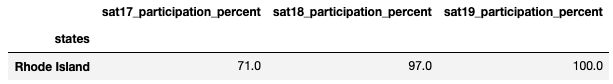 sat17_participation_percent sat18_participation_percent sat19_participation_percent
states
Rhode Island 71.0 97.0 100.0